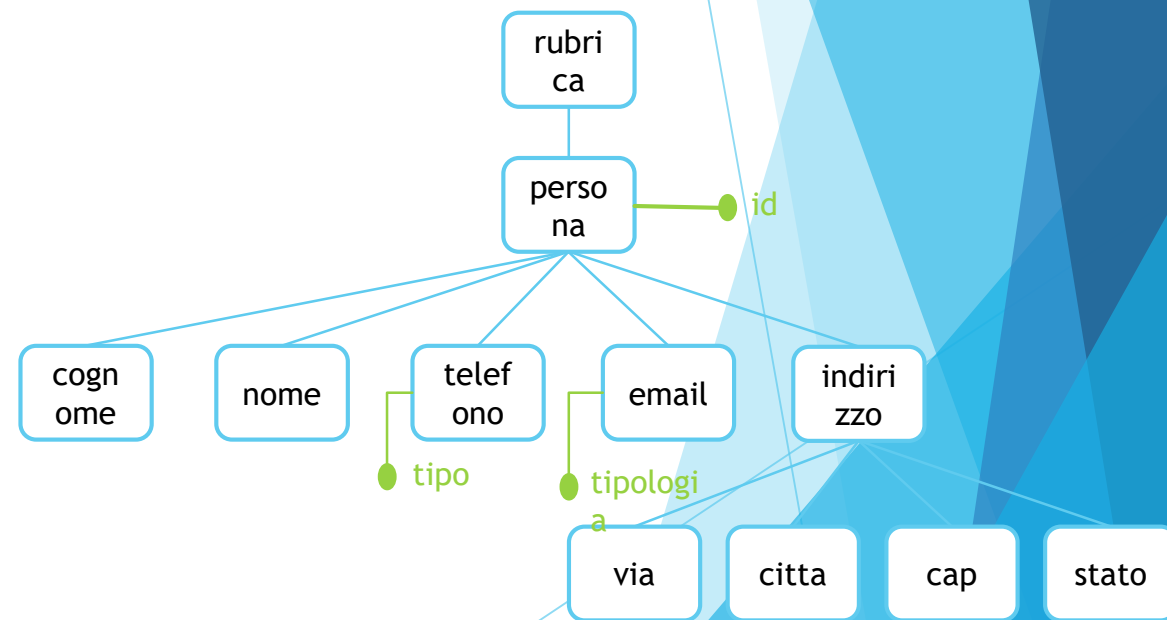 rubri
ca
perso
na
id
cogn
ome
nome
telef
ono
email
indiri
zzo
tipo
tipologi
a
via
citta
cap
stato